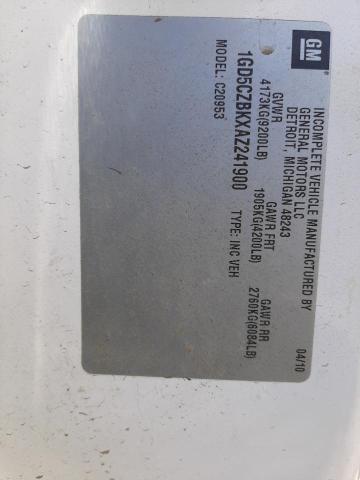 GM
INCOMPLETE VEHICLE MANUFACTURED BY
GENERAL MOTORS LLC
DETROIT, MICHIGAN 48243
04/10
GVWR GAWR FRT GAWR RR
4173KG(9200LB) 1905KG(4200LB) 2760KG(6084LB)
1GD5CZBKXAZ241900 TYPE: INC VEH
MODEL: C20953